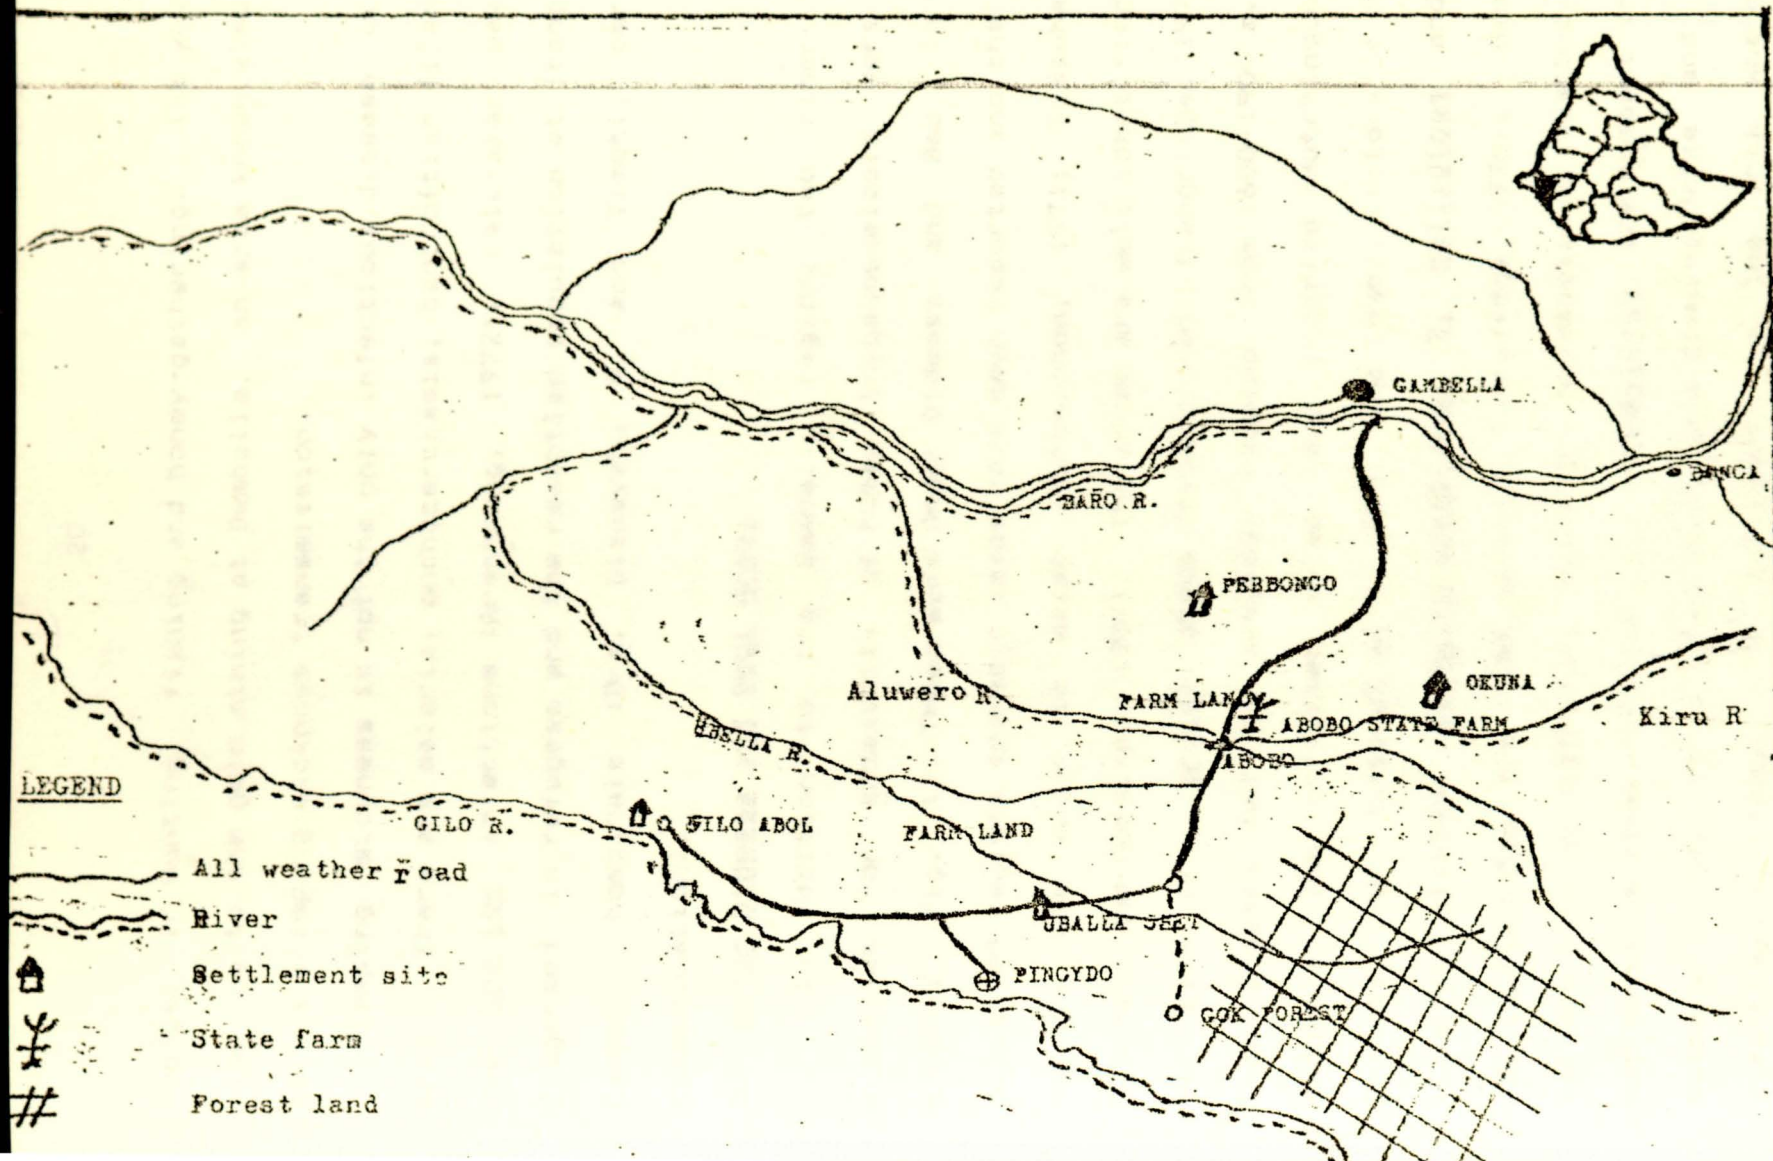 GAMBELLA
BARO R.
PEBBONGO
OKUNA
Aluwero R
FARM LAND
ABOBO STATE FARM
Kiru R
ABOBO
UBELLA R.
LEGEND
GILO R.
GILO ABOL
FARM LAND
All weather road
River
UBALLA
PINGYDO
Settlement site
GOK FOREST
State farm
Forest land